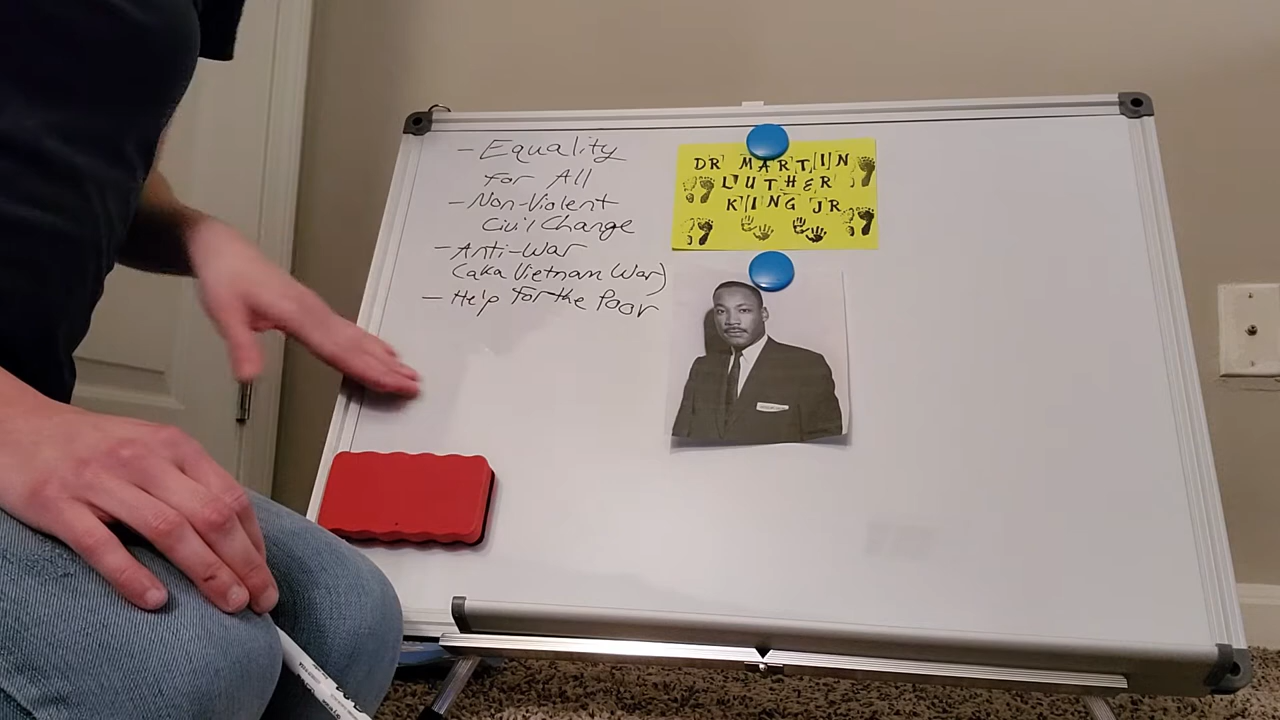 - Equality
for All
- Non-Violent
Civil Change
- Anti-War
(aka Vietnam War)
- Help for the Poor
DR MARTIN
LUTHER
KING JR